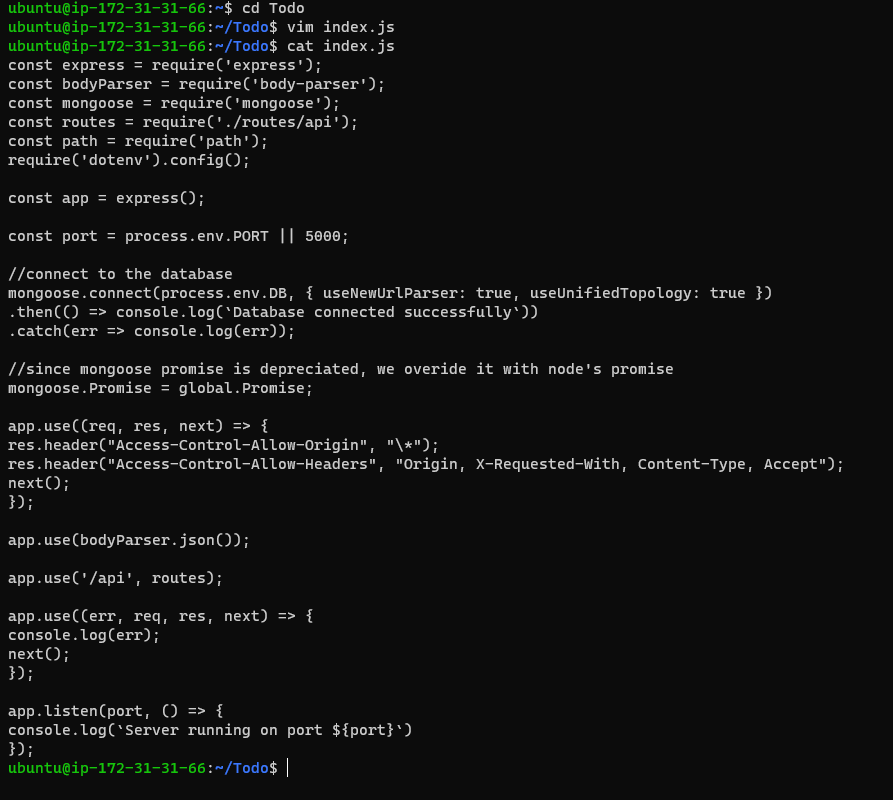 ubuntu@ip-172-31-31-66:~$ cd Todo
ubuntu@ip-172-31-31-66:~/Todo$ vim index.js
ubuntu@ip-172-31-31-66:~/Todo$ cat index.js
const express = require('express');
const bodyParser = require('body-parser');
const mongoose = require('mongoose');
const routes = require('./routes/api');
const path = require('path');
require('dotenv').config();

const app = express();

const port = process.env.PORT || 5000;

//connect to the database
mongoose.connect(process.env.DB, { useNewUrlParser: true, useUnifiedTopology: true })
.then(() => console.log(`Database connected successfully`))
.catch(err => console.log(err));

//since mongoose promise is depreciated, we overide it with node's promise
mongoose.Promise = global.Promise;

app.use((req, res, next) => {
res.header("Access-Control-Allow-Origin", "\*");
res.header("Access-Control-Allow-Headers", "Origin, X-Requested-With, Content-Type, Accept");
next();
});

app.use(bodyParser.json());

app.use('/api', routes);

app.use((err, req, res, next) => {
console.log(err);
next();
});

app.listen(port, () => {
console.log(`Server running on port ${port}`)
});
ubuntu@ip-172-31-31-66:~/Todo$